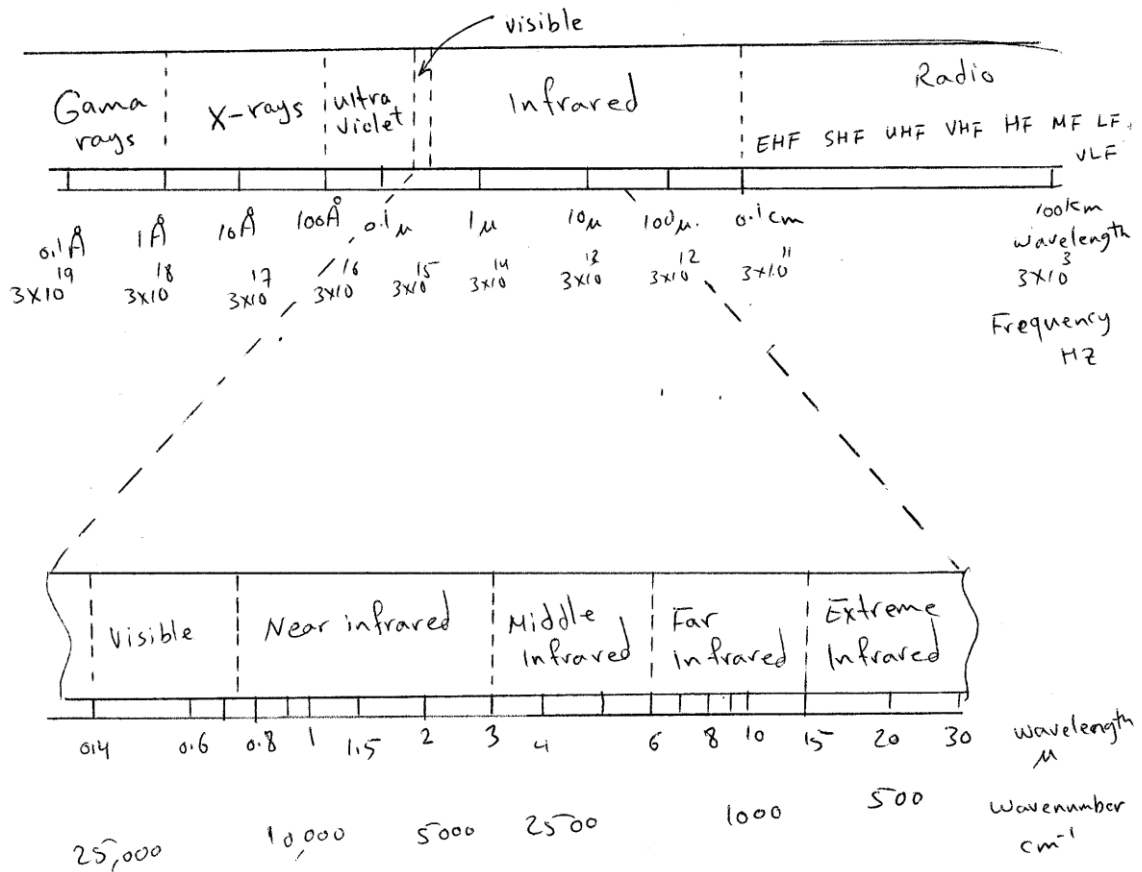 visible
Gama rays
X-rays
ultra violet
Infrared
Radio
EHF SHF UHF VHF HF MF LF
VLF
0.1Å 1Å 10Å 100Å 0.1μ 1μ 10μ 100μ. 0.1cm 100km
wavelength
3x10^19 3x10^18 3x10^17 3x10^16 3x10^15 3x10^14 3x10^13 3x10^12 3x10^11 3x10^3
Frequency
HZ
Visible
Near infrared
Middle
Infrared
Far
infrared
Extreme
Infrared
0.4 0.6 0.8 1 1.5 2 3 4 6 8 10 15 20 30 wavelength
μ
25,000 10,000 5000 2500 1000 500 wavenumber
cm-1